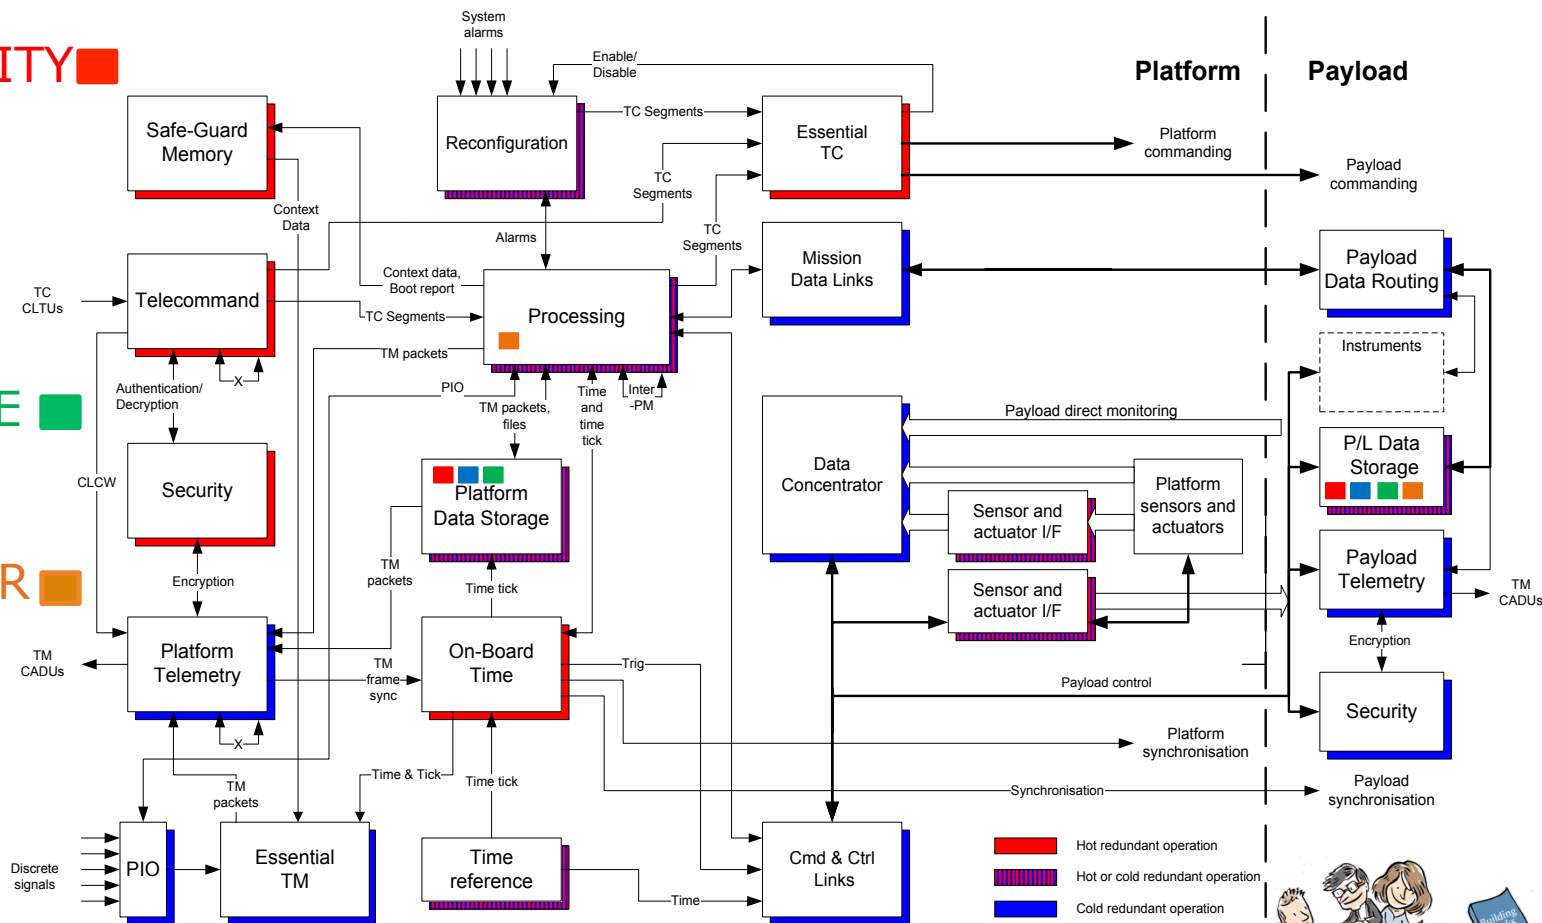 System
alarms
Enable/
Disable
ITY
Platform
Payload
Safe-Guard
Memory
Reconfiguration
TC Segments
Essential
TC
Platform
commanding
Payload
commanding
TC
Segments
Context
Data
Alarms
TC
Segments
Mission
Data Links
Payload
Data Routing
Context data,
Boot report
TC
CLTUs
Telecommand
TC Segments
Processing
Instruments
TM packets
X
Authentication/
Decryption
PIO
TM packets,
files
Time
and
time
tick
Inter
-PM
E
Payload direct monitoring
CLCW
Security
Platform
Data Storage
Data
Concentrator
Sensor and
actuator I/F
Platform
sensors and
actuators
P/L Data
Storage
R
Encryption
TM
packets
Time tick
Sensor and
actuator I/F
Payload
Telemetry
TM
CADUs
TM
CADUs
Platform
Telemetry
TM
frame
sync
On-Board
Time
Trig
Encryption
Payload control
Security
X
Platform
synchronisation
Time & Tick
Time tick
TM
packets
Synchronisation
Payload
synchronisation
Discrete
signals
PIO
Essential
TM
Time
reference
Time
Cmd & Ctrl
Links
Hot redundant operation
Hot or cold redundant operation
Cold redundant operation
Building